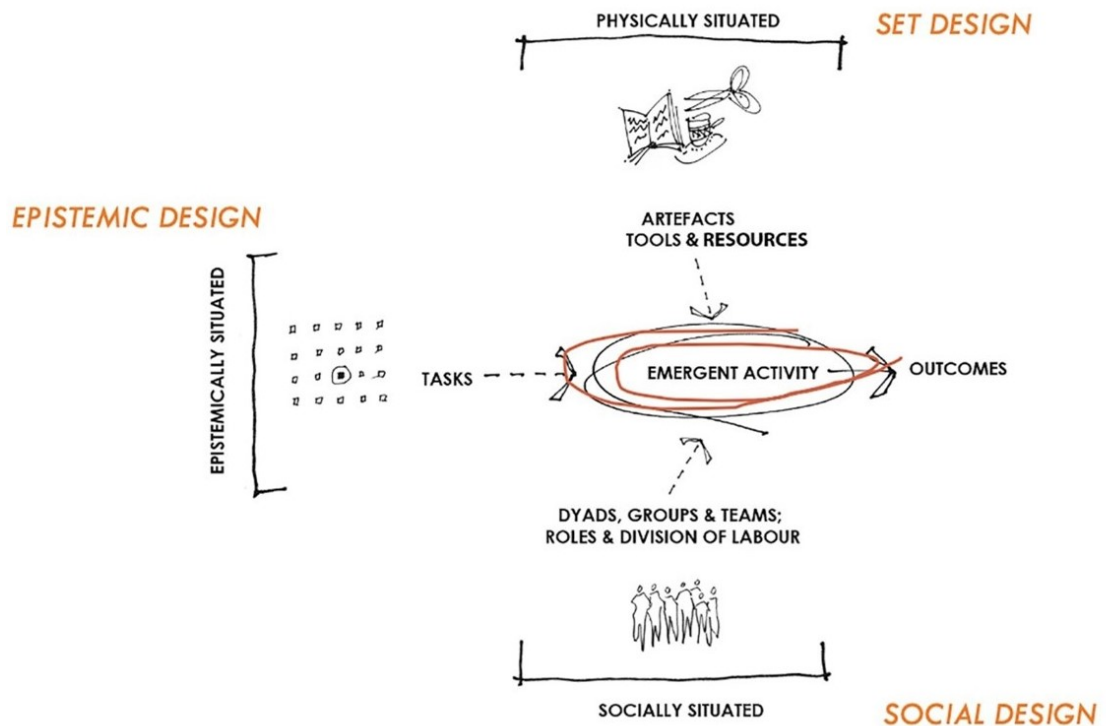 PHYSICALLY SITUATED
SET DESIGN
EPISTEMIC DESIGN
ARTEFACTS
TOOLS & RESOURCES
EPISTEMICALLY SITUATED
TASKS
EMERGENT ACTIVITY
OUTCOMES
DYADS, GROUPS & TEAMS;
ROLES & DIVISION OF LABOUR
SOCIALLY SITUATED
SOCIAL DESIGN